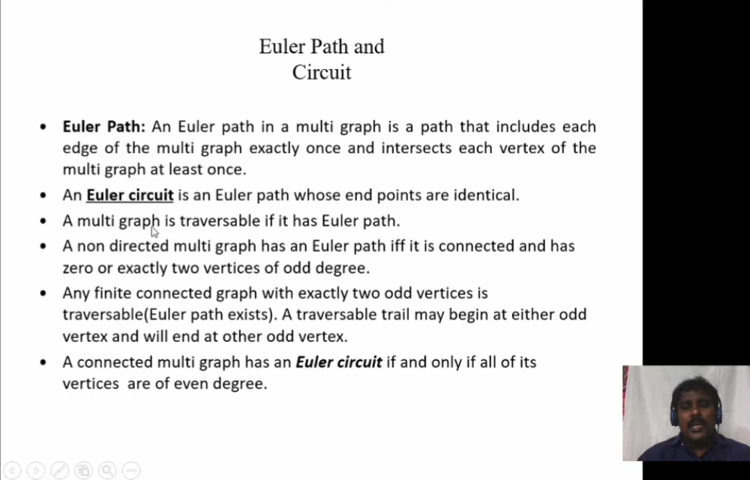 Euler Path and
Circuit
• Euler Path: An Euler path in a multi graph is a path that includes each
edge of the multi graph exactly once and intersects each vertex of the
multi graph at least once.
• An Euler circuit is an Euler path whose end points are identical.
• A multi graph is traversable if it has Euler path.
• A non directed multi graph has an Euler path iff it is connected and has
zero or exactly two vertices of odd degree.
• Any finite connected graph with exactly two odd vertices is
traversable(Euler path exists). A traversable trail may begin at either odd
vertex and will end at other odd vertex.
• A connected multi graph has an Euler circuit if and only if all of its
vertices are of even degree.